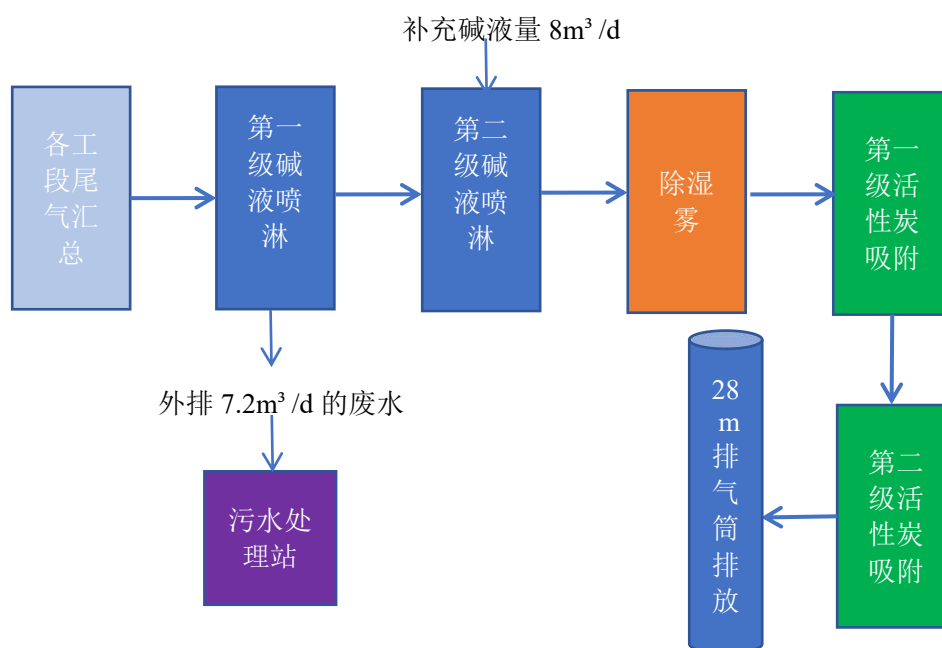 补充碱液量 8m³ /d
各工
段尾
气汇
总
第一
级碱
液喷
淋
第二
级碱
液喷
淋
除湿
雾
第一
级活
性炭
吸附
外排 7.2m³ /d 的废水
污水处
理站
28
m
排
气
筒
排
放
第二
级活
性炭
吸附